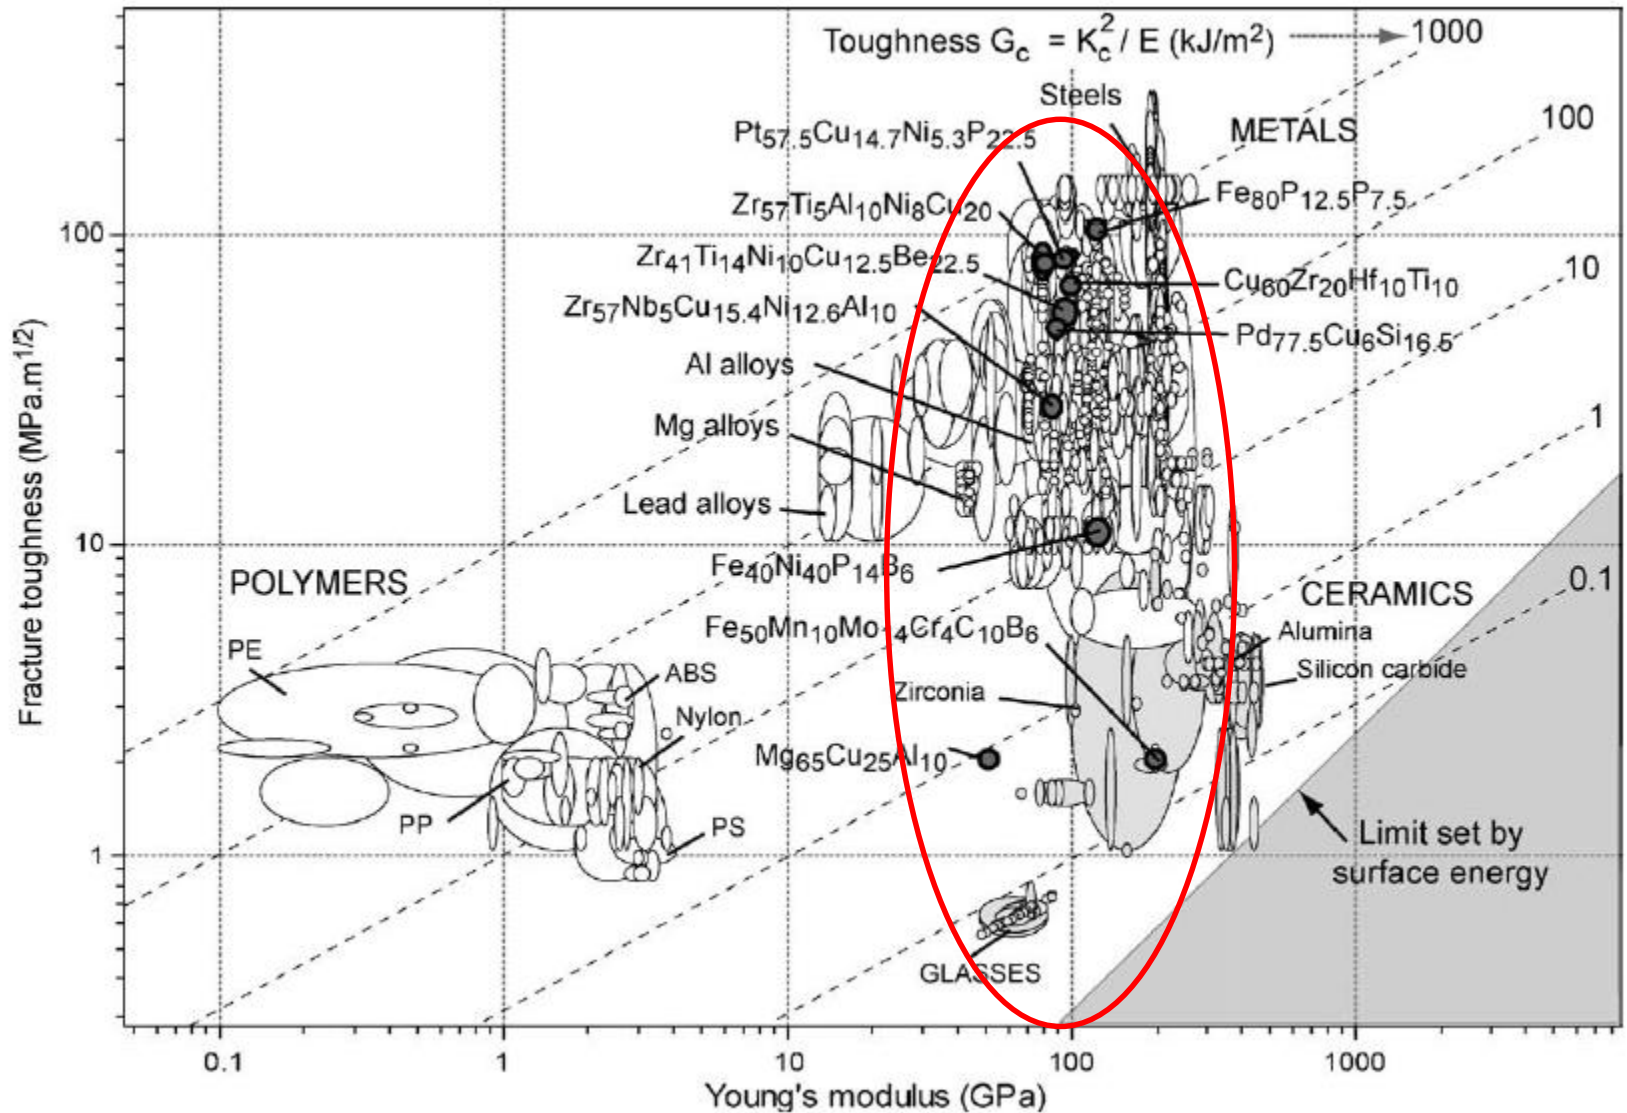 Toughness G_c = K_c^2 / E (kJ/m²) 1000
Steels
METALS
100
Pt57.5Cu14.7Ni5.3P22.5
Zr57Ti5Al10Ni8Cu20
Fe80P12.5P7.5
Zr41Ti14Ni10Cu12.5Be22.5
10
Cu60Zr20Hf10Ti10
Zr57Nb5Cu15.4Ni12.6Al10
Pd77.5Cu6Si16.5
Al alloys
Mg alloys
1
Lead alloys
Fe40Ni40P14B6
POLYMERS
0.1
CERAMICS
Fe50Mn10Mo14Cr4C10B6
Alumina
PE
ABS
Silicon carbide
Zirconia
Nylon
Mg65Cu25Al10
PP
PS
Limit set by
surface energy
GLASSES
Fracture toughness (MPa.m^1/2)
100
10
1
0.1
1
10
100
1000
Young's modulus (GPa)